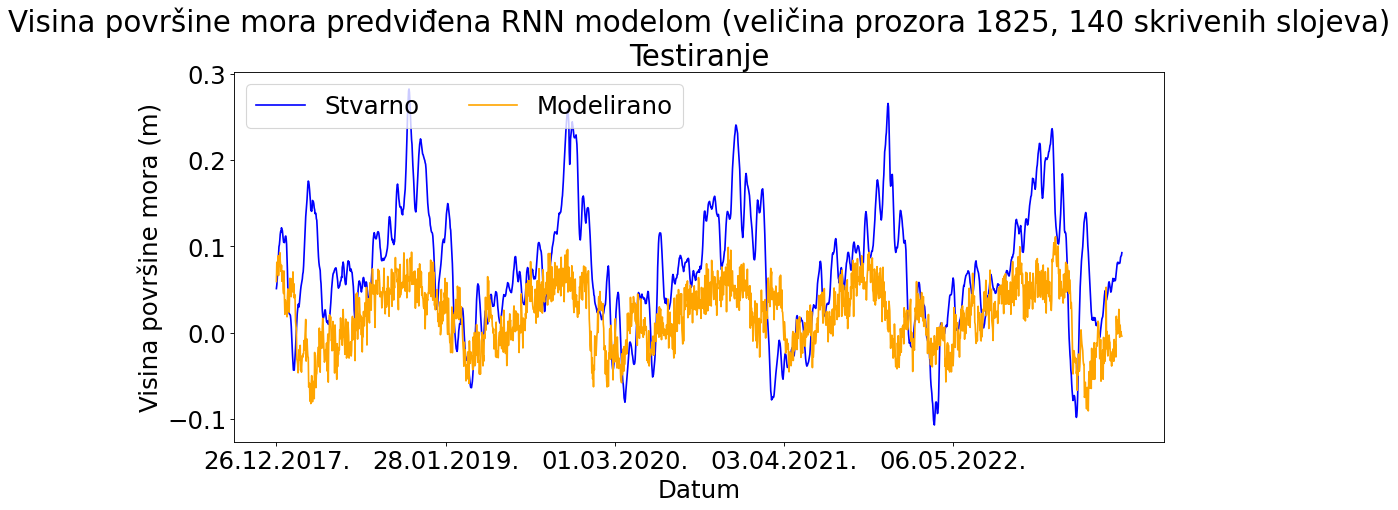 Visina površine mora predviđena RNN modelom (veličina prozora 1825, 140 skrivenih slojeva)
Testiranje
Stvarno Modelirano
Visina površine mora (m)
0.3
0.2
0.1
0.0
−0.1
26.12.2017. 28.01.2019. 01.03.2020. 03.04.2021. 06.05.2022.
Datum